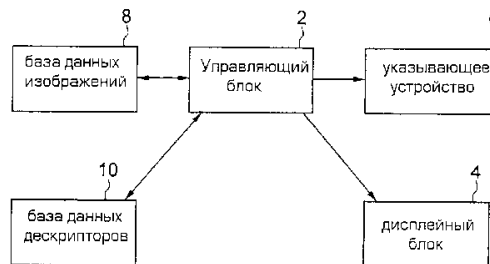 8
база данных
изображений
2
Управляющий
блок
указывающее
устройство
10
база данных
дескрипторов
4
дисплейный
блок